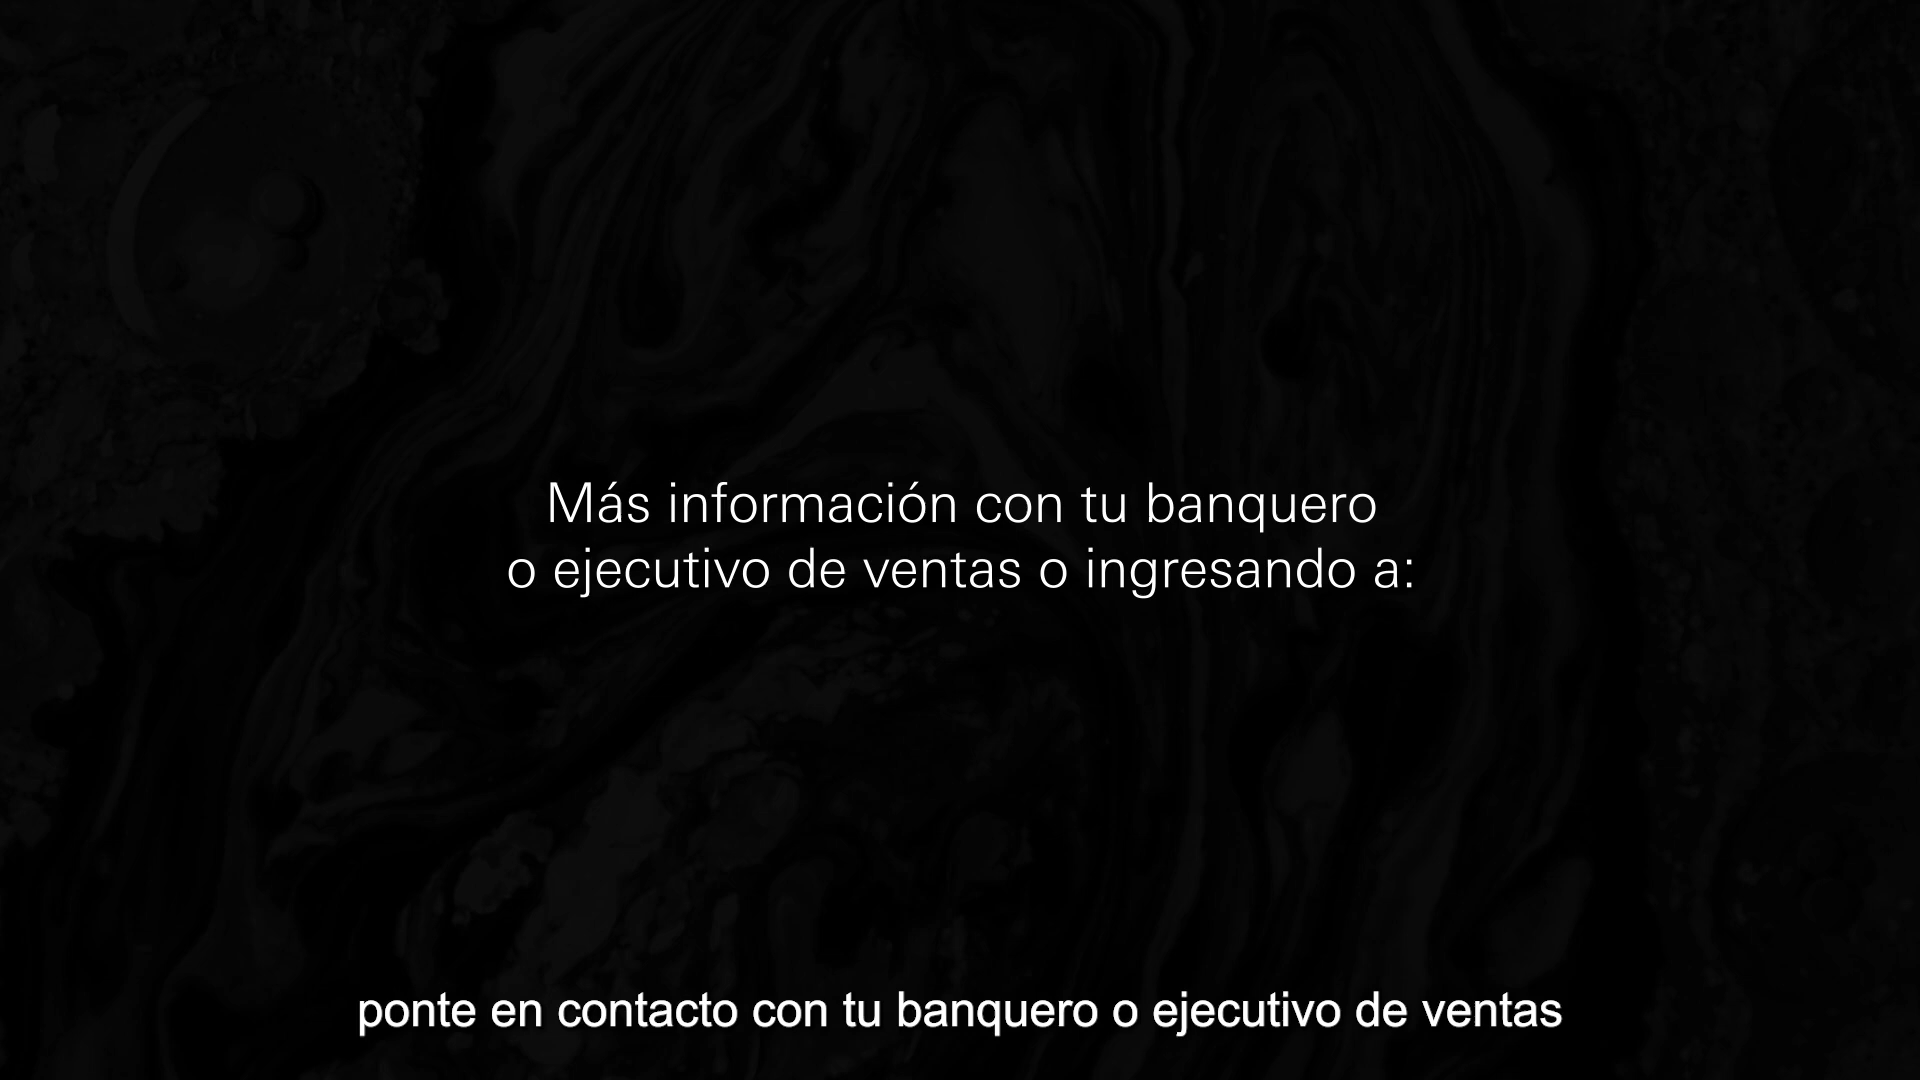 Más información con tu banquero
o ejecutivo de ventas o ingresando a:
ponte en contacto con tu banquero o ejecutivo de ventas